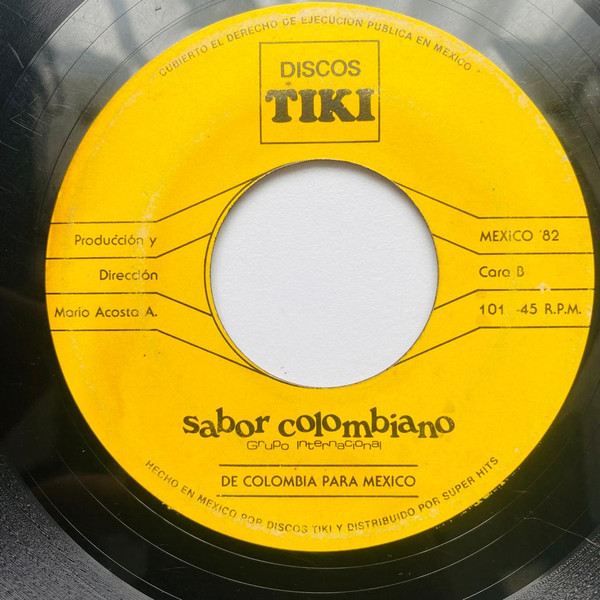 CUBIERTO EL DERECHO DE EJECUCION PUBLICA EN MEXICO
DISCOS
TIKI
Producción y
Dirección
Mario Acosta A.
MEXiCO '82
Cara B
101 -45 R.P.M.
sabor colombiano
Grupo Internacional
DE COLOMBIA PARA MEXICO
HECHO EN MEXICO POR DISCOS TIKI Y DISTRIBUIDO POR SUPER HITS